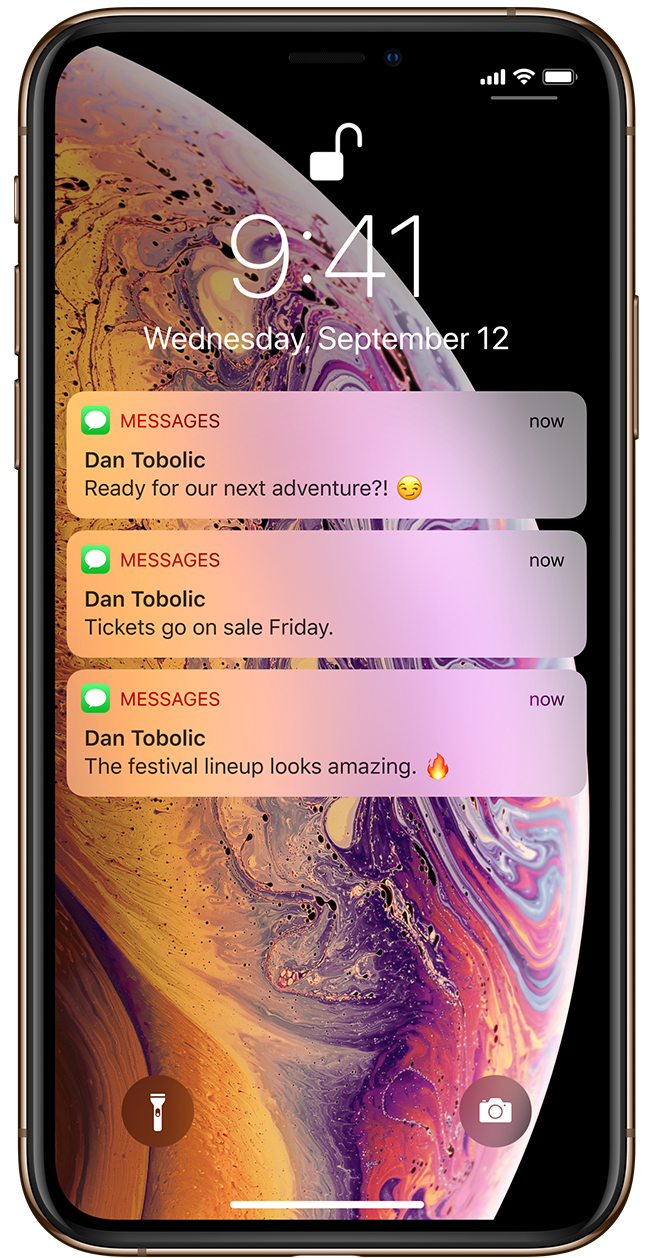 9:41
Wednesday, September 12
MESSAGES now
Dan Tobolic
Ready for our next adventure?! 😏
MESSAGES now
Dan Tobolic
Tickets go on sale Friday.
MESSAGES now
Dan Tobolic
The festival lineup looks amazing. 🔥